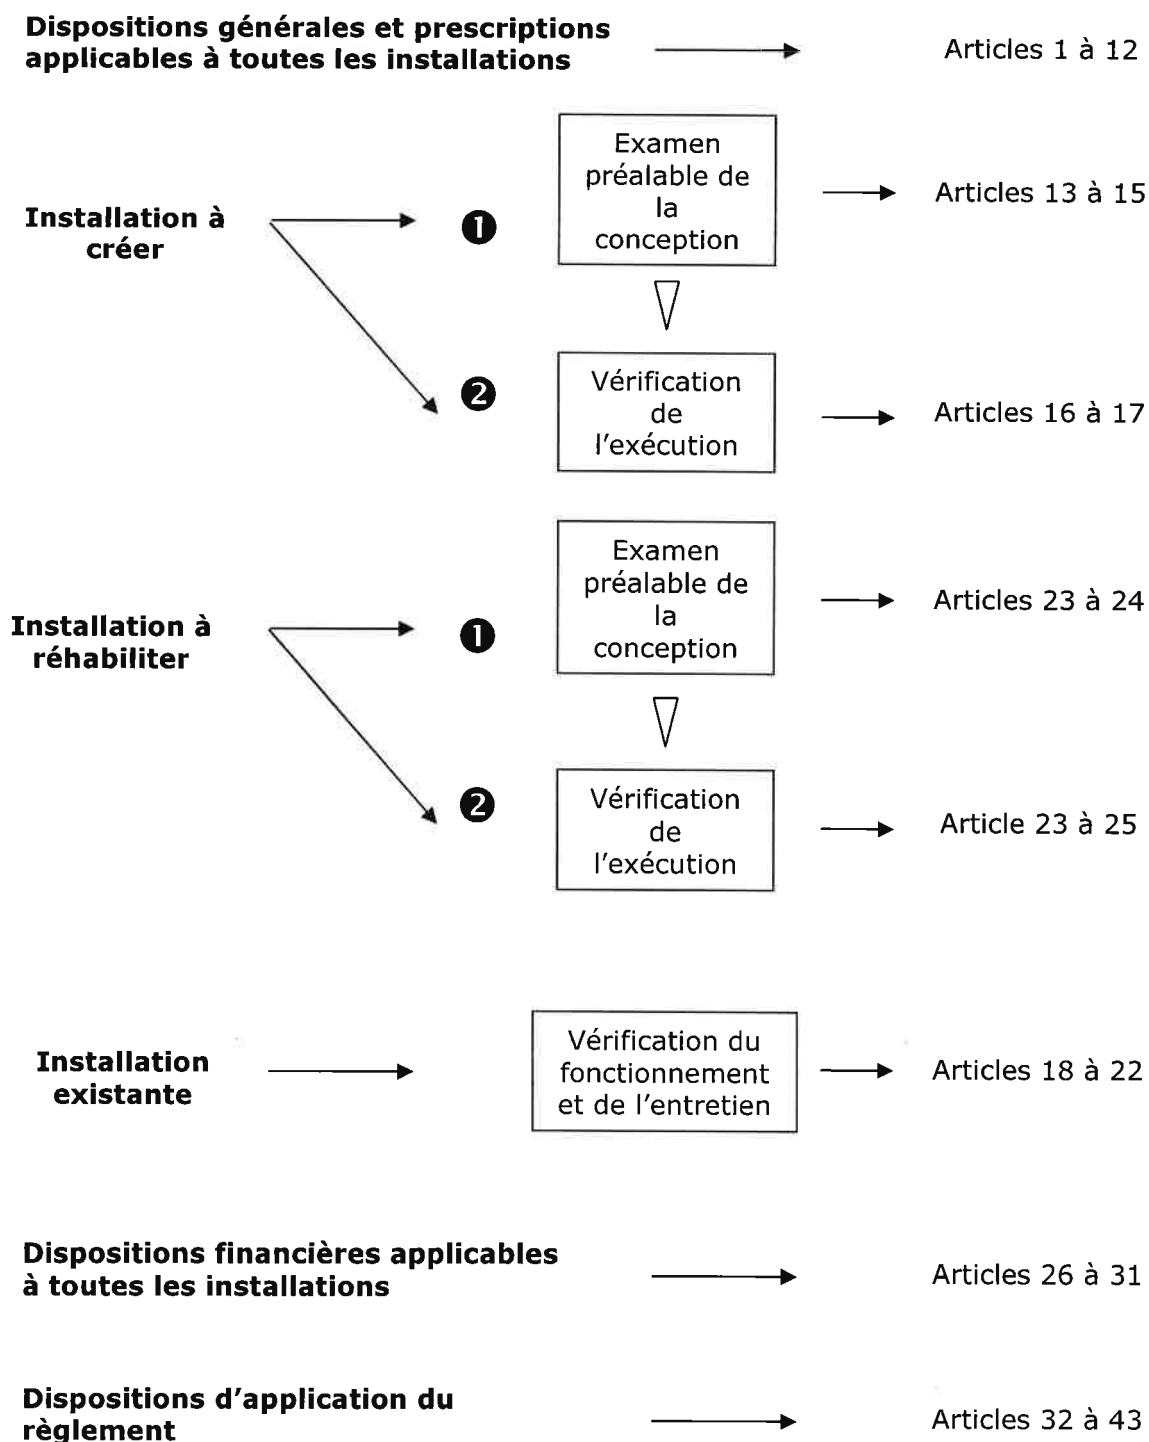 Dispositions générales et prescriptions
applicables à toutes les installations
Articles 1 à 12
Installation à
créer
❶
Examen
préalable de
la
conception
Articles 13 à 15
❷
Vérification
de
l'exécution
Articles 16 à 17
Installation à
réhabiliter
❶
Examen
préalable de
la
conception
Articles 23 à 24
❷
Vérification
de
l'exécution
Article 23 à 25
Installation
existante
Vérification du
fonctionnement
et de l'entretien
Articles 18 à 22
Dispositions financières applicables
à toutes les installations
Articles 26 à 31
Dispositions d'application du
règlement
Articles 32 à 43